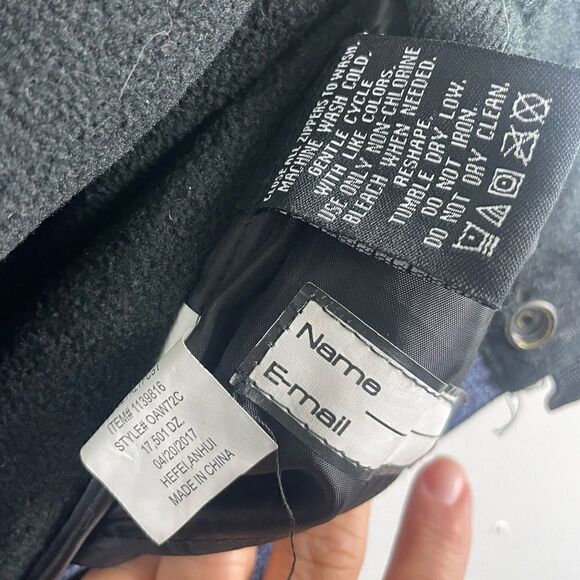 CLOSE ALL ZIPPERS TO WASH.
MACHINE WASH COLD,
GENTLE CYCLE
WITH LIKE COLORS.
USE ONLY NON-CHLORINE
BLEACH WHEN NEEDED.
RESHAPE.
TUMBLE DRY LOW.
DO NOT IRON.
DO NOT DRY CLEAN.
Name
E-mail
ITEM# 1139816
STYLE# OAW72C
17,501 DZ
04/20/2017
HEFEI,ANHUI
MADE IN CHINA